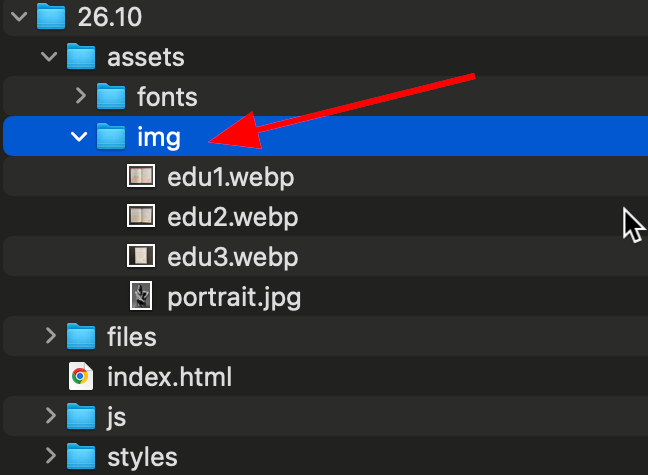 26.10
assets
fonts
img
edu1.webp
edu2.webp
edu3.webp
portrait.jpg
files
index.html
js
styles